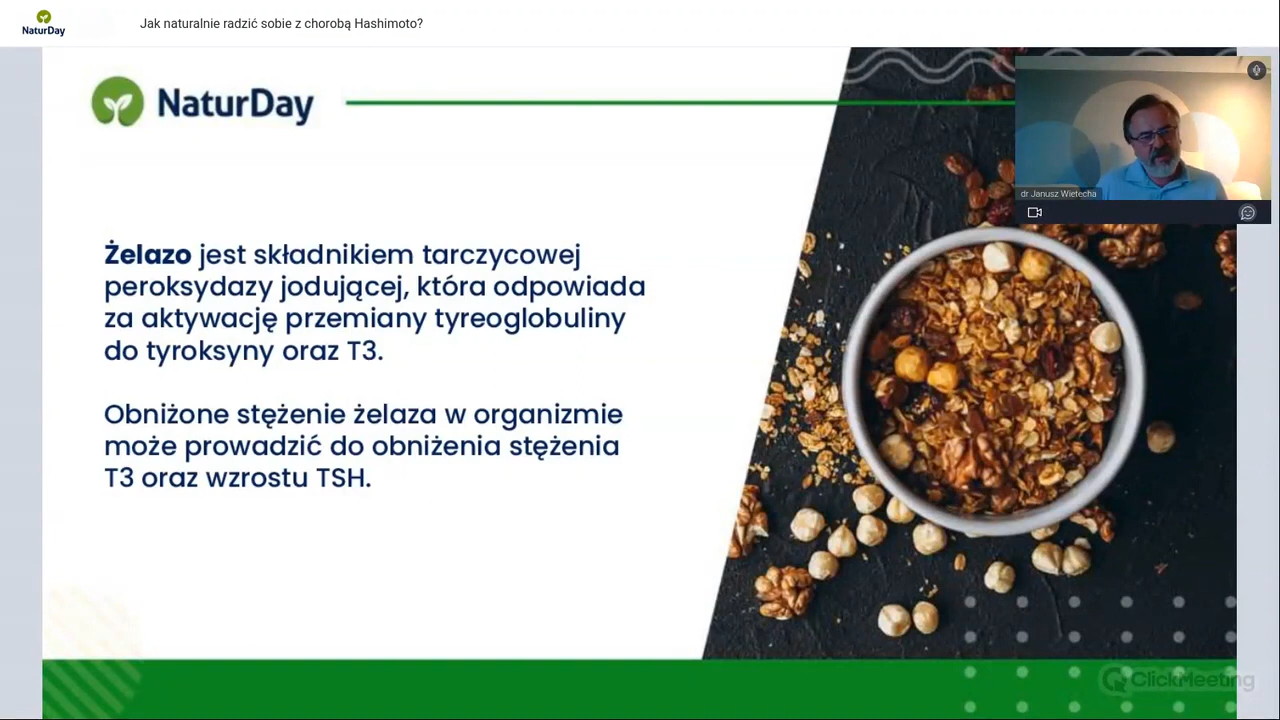 NaturDay
Jak naturalnie radzić sobie z chorobą Hashimoto?
NaturDay
dr Janusz Wietecha
Żelazo jest składnikiem tarczycowej
peroksydazy jodującej, która odpowiada
za aktywację przemiany tyreoglobuliny
do tyroksyny oraz T3.
Obniżone stężenie żelaza w organizmie
może prowadzić do obniżenia stężenia
T3 oraz wzrostu TSH.
ClickMeeting